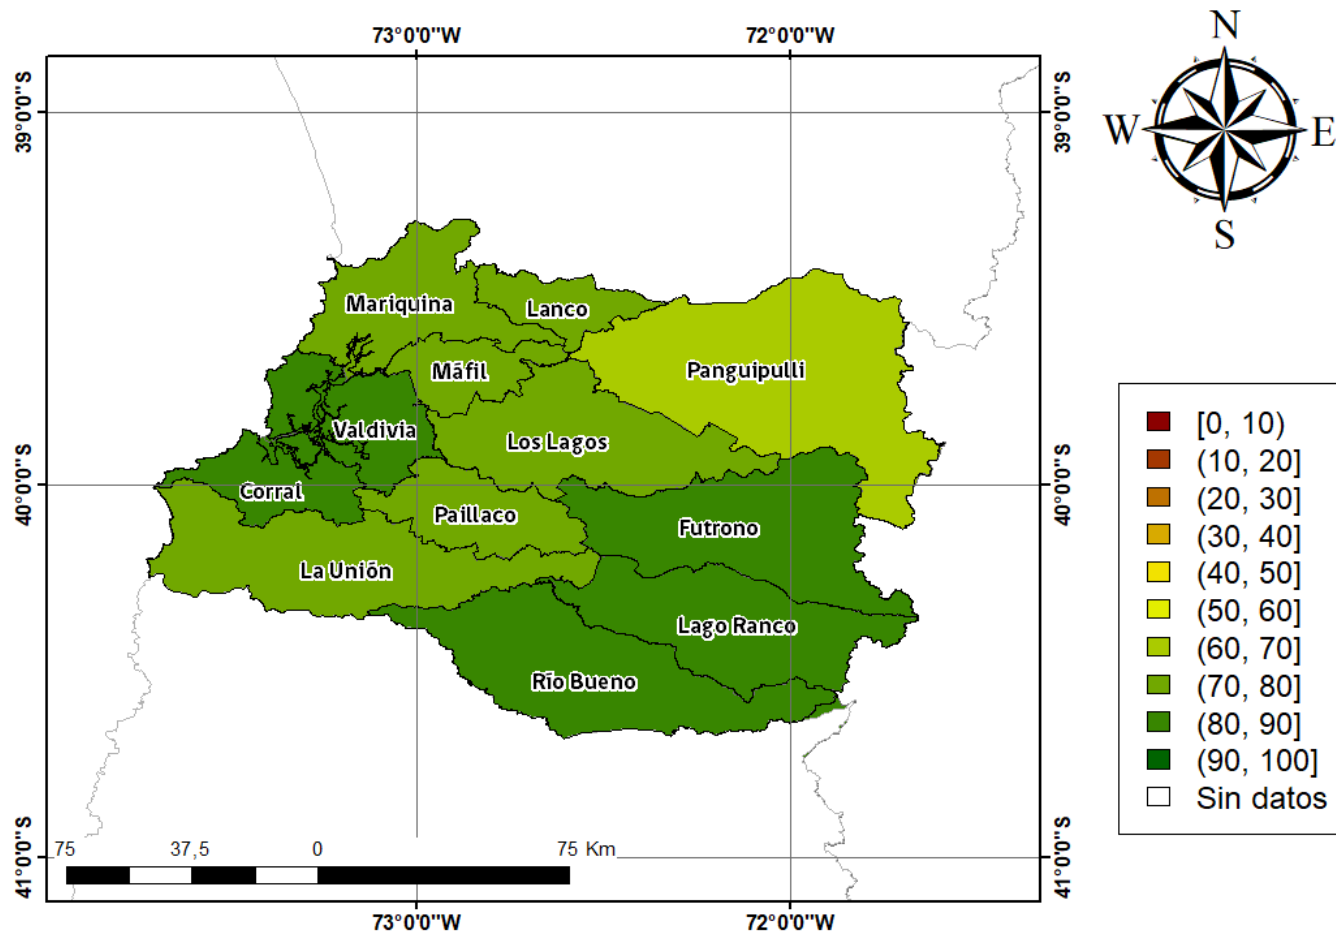 73°0'0"W
72°0'0"W
N
W
E
S
39°0'0"S
39°0'0"S
Mariquina
Lanco
Máfil
Panguipulli
Valdivia
Los Lagos
Corral
40°0'0"S
40°0'0"S
Paillaco
Futrono
La Unión
Lago Ranco
Río Bueno
[0, 10)
(10, 20]
(20, 30]
(30, 40]
(40, 50]
(50, 60]
(60, 70]
(70, 80]
(80, 90]
(90, 100]
Sin datos
75 37,5 0 75 Km
41°0'0"S
41°0'0"S
73°0'0"W
72°0'0"W